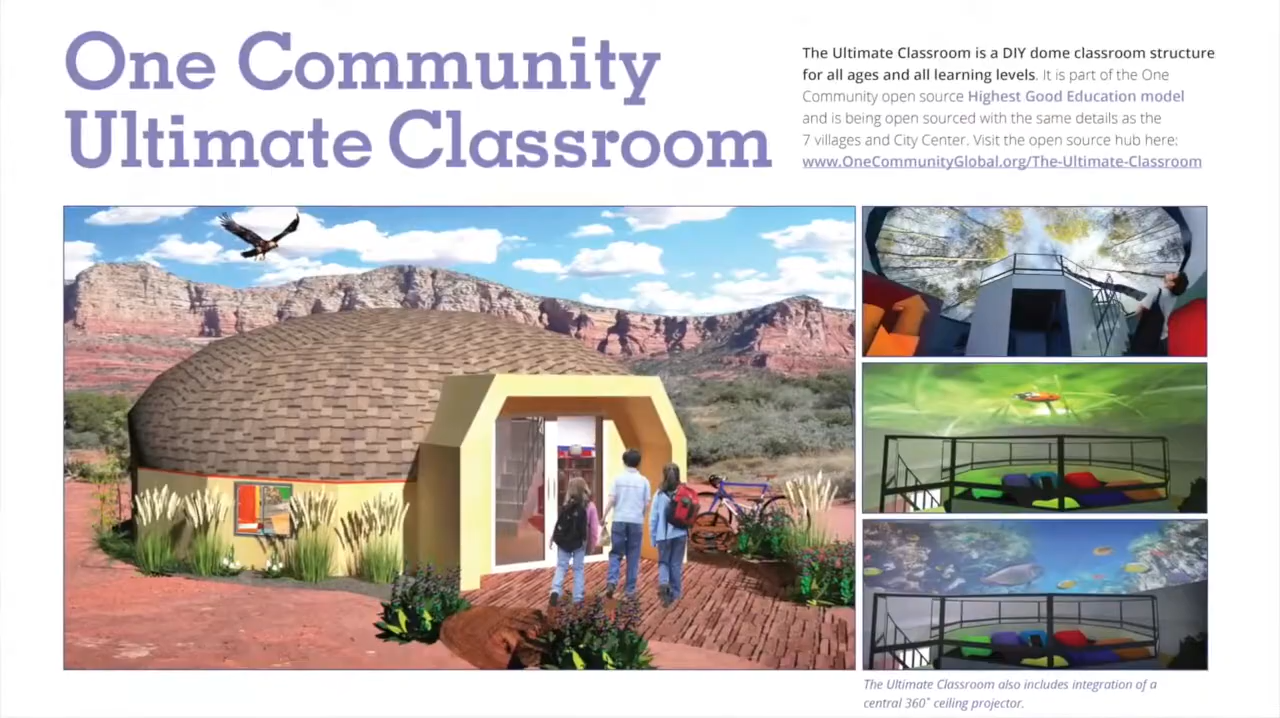 One Community
Ultimate Classroom
The Ultimate Classroom is a DIY dome classroom structure
for all ages and all learning levels. It is part of the One
Community open source Highest Good Education model
and is being open sourced with the same details as the
7 villages and City Center. Visit the open source hub here:
www.OneCommunityGlobal.org/The-Ultimate-Classroom
The Ultimate Classroom also includes integration of a
central 360° ceiling projector.